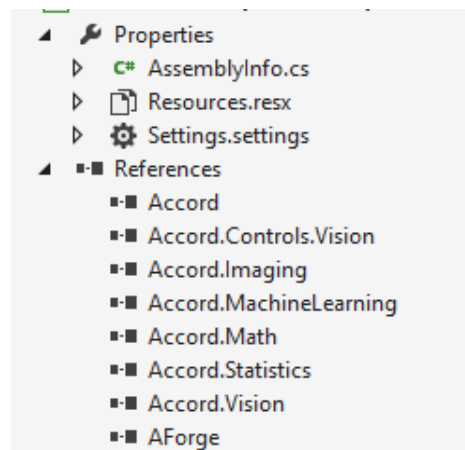 Properties
C# AssemblyInfo.cs
Resources.resx
Settings.settings
References
Accord
Accord.Controls.Vision
Accord.Imaging
Accord.MachineLearning
Accord.Math
Accord.Statistics
Accord.Vision
AForge